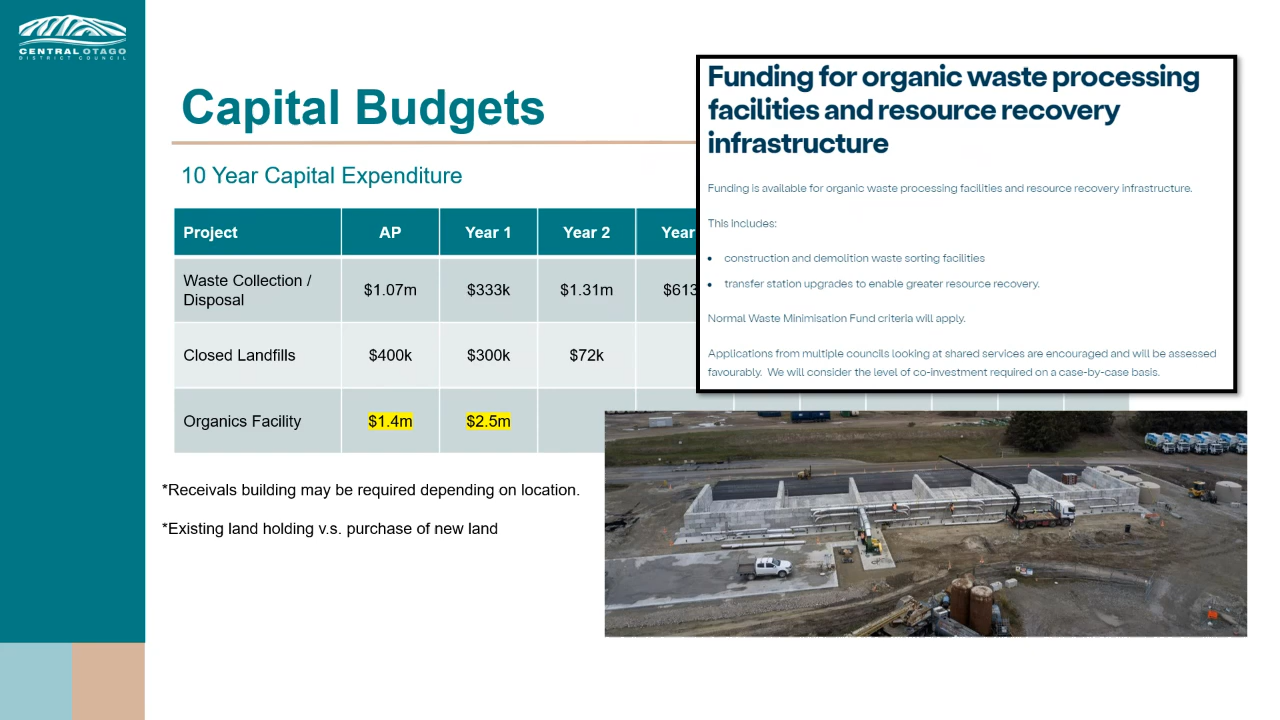 CENTRAL OTAGO
DISTRICT COUNCIL
Capital Budgets
10 Year Capital Expenditure
Project AP Year 1 Year 2 Year
Waste Collection /
Disposal
$1.07m $333k $1.31m $613
Closed Landfills $400k $300k $72k
Organics Facility $1.4m $2.5m
*Receivals building may be required depending on location.
*Existing land holding v.s. purchase of new land
Funding for organic waste processing
facilities and resource recovery
infrastructure
Funding is available for organic waste processing facilities and resource recovery infrastructure.
This includes:
• construction and demolition waste sorting facilities
• transfer station upgrades to enable greater resource recovery.
Normal Waste Minimisation Fund criteria will apply.
Applications from multiple councils looking at shared services are encouraged and will be assessed
favourably. We will consider the level of co-investment required on a case-by-case basis.